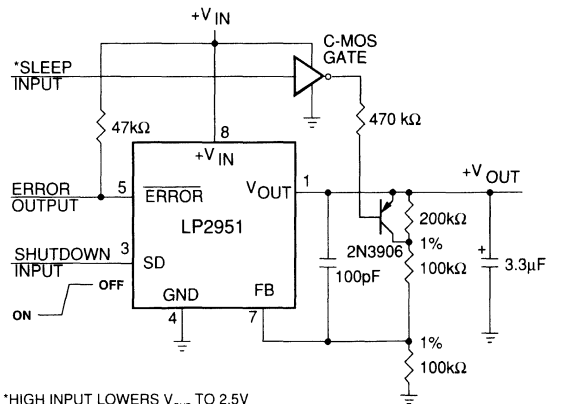 +V IN
*SLEEP INPUT
C-MOS GATE
47kΩ
470 kΩ
8
+V IN
ERROR OUTPUT
5
ERROR
V OUT
1
+V OUT
LP2951
200kΩ
SHUTDOWN INPUT
3
SD
2N3906
1%
100kΩ
+
3.3µF
100pF
OFF
ON
GND
FB
4
7
1%
100kΩ
*HIGH INPUT LOWERS V OUT TO 2.5V